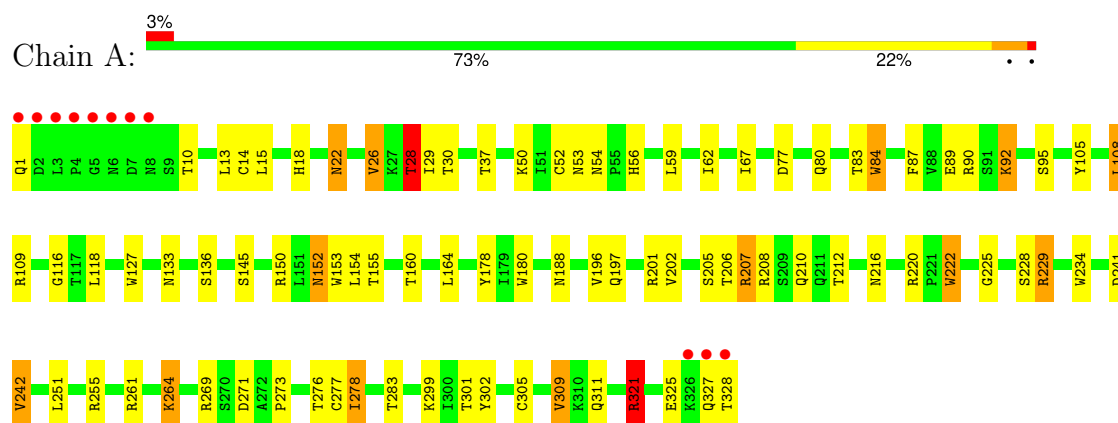 3%
Chain A:
73% 22% • •
Q1 D2 L3 P4 G5 N6 D7 N8 S9 T10 L13 C14 L15 H18 N22 V26 K27 T28 I29 T30 T37 K50 I51 C52 N53 N54 P55 H56 L59 I62 I67 D77 Q80 T83 W84 F87 V88 E89 R90 S91 K92 S95 Y105 L108
R109 G116 T117 L118 W127 N133 S136 S145 R150 L151 N152 W153 L154 T155 T160 L164 Y178 I179 W180 N188 V196 Q197 R201 V202 S205 T206 R207 R208 S209 Q210 Q211 T212 N216 R220 P221 W222 G225 S228 R229 W234 D241
V242 L251 R255 R261 K264 R269 S270 D271 A272 P273 T276 C277 I278 T283 K299 I300 T301 Y302 C305 V309 K310 Q311 R321 E325 K326 Q327 T328